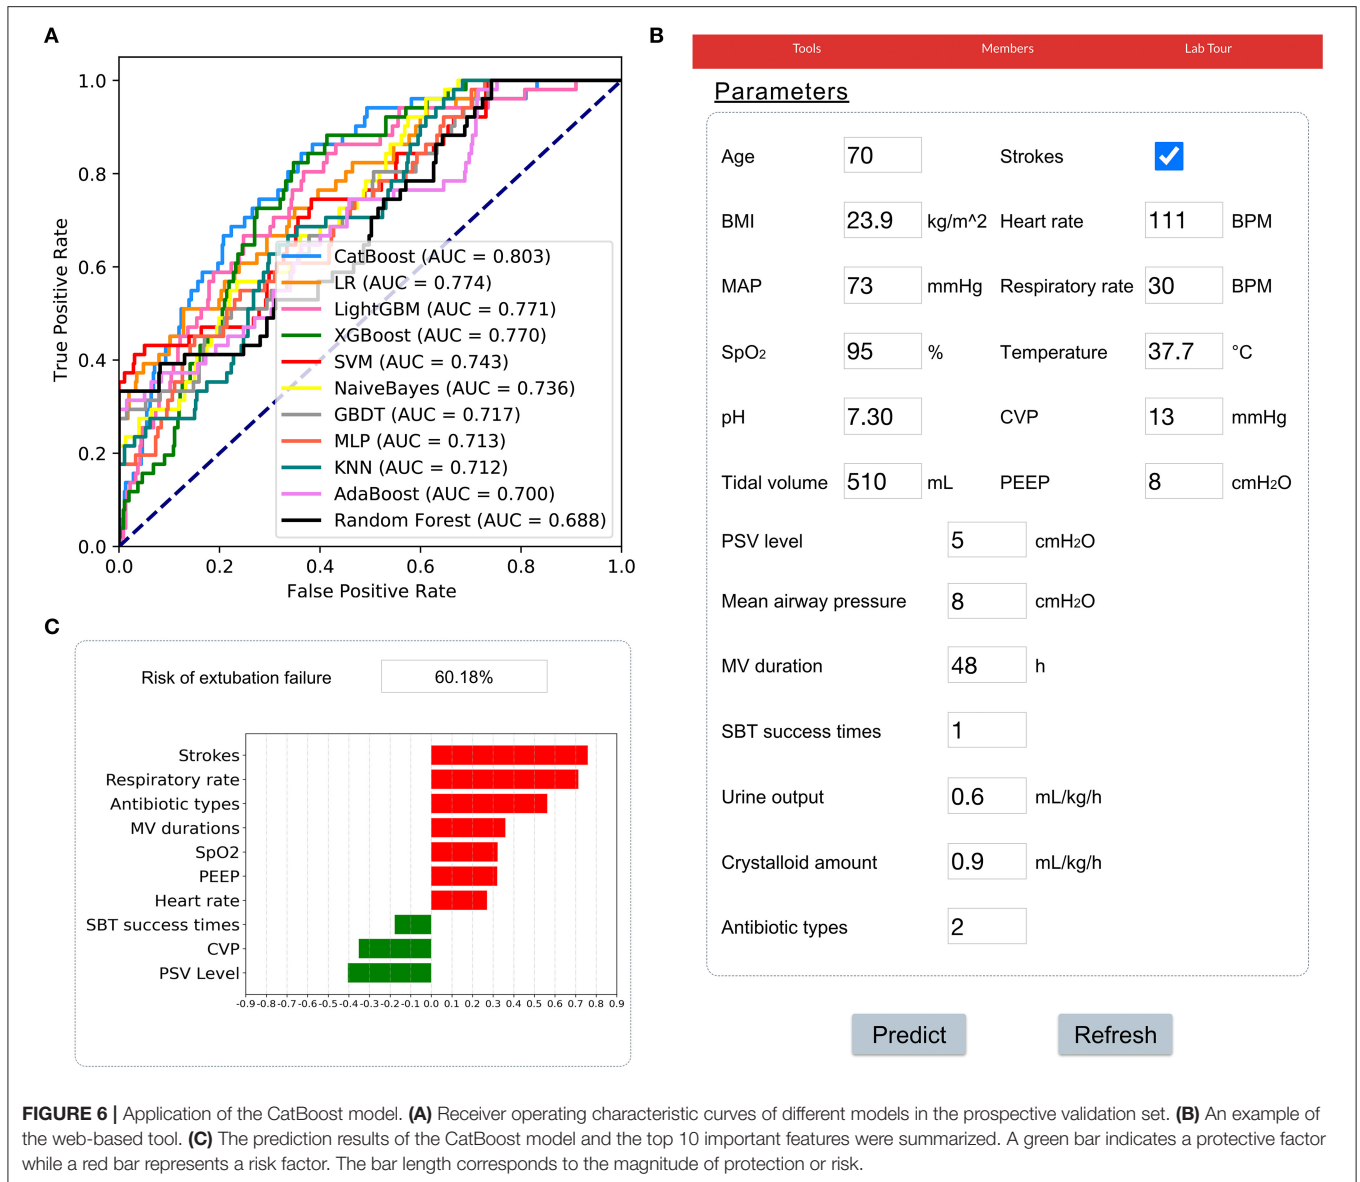 A
1.0
0.8
0.6
0.4
0.2
0.0
True Positive Rate
CatBoost (AUC = 0.803)
LR (AUC = 0.774)
LightGBM (AUC = 0.771)
XGBoost (AUC = 0.770)
SVM (AUC = 0.743)
NaiveBayes (AUC = 0.736)
GBDT (AUC = 0.717)
MLP (AUC = 0.713)
KNN (AUC = 0.712)
AdaBoost (AUC = 0.700)
Random Forest (AUC = 0.688)
0.0 0.2 0.4 0.6 0.8 1.0
False Positive Rate
B
Tools Members Lab Tour
Parameters
Age 70 Strokes
BMI 23.9 kg/m^2 Heart rate 111 BPM
MAP 73 mmHg Respiratory rate 30 BPM
SpO2 95 % Temperature 37.7 °C
pH 7.30 CVP 13 mmHg
Tidal volume 510 mL PEEP 8 cmH2O
PSV level 5 cmH2O
Mean airway pressure 8 cmH2O
MV duration 48 h
SBT success times 1
Urine output 0.6 mL/kg/h
Crystalloid amount 0.9 mL/kg/h
Antibiotic types 2
Predict Refresh
C
Risk of extubation failure 60.18%
Strokes
Respiratory rate
Antibiotic types
MV durations
SpO2
PEEP
Heart rate
SBT success times
CVP
PSV Level
-0.9 -0.8 -0.7 -0.6 -0.5 -0.4 -0.3 -0.2 -0.1 0.0 0.1 0.2 0.3 0.4 0.5 0.6 0.7 0.8 0.9
FIGURE 6 | Application of the CatBoost model. (A) Receiver operating characteristic curves of different models in the prospective validation set. (B) An example of
the web-based tool. (C) The prediction results of the CatBoost model and the top 10 important features were summarized. A green bar indicates a protective factor
while a red bar represents a risk factor. The bar length corresponds to the magnitude of protection or risk.